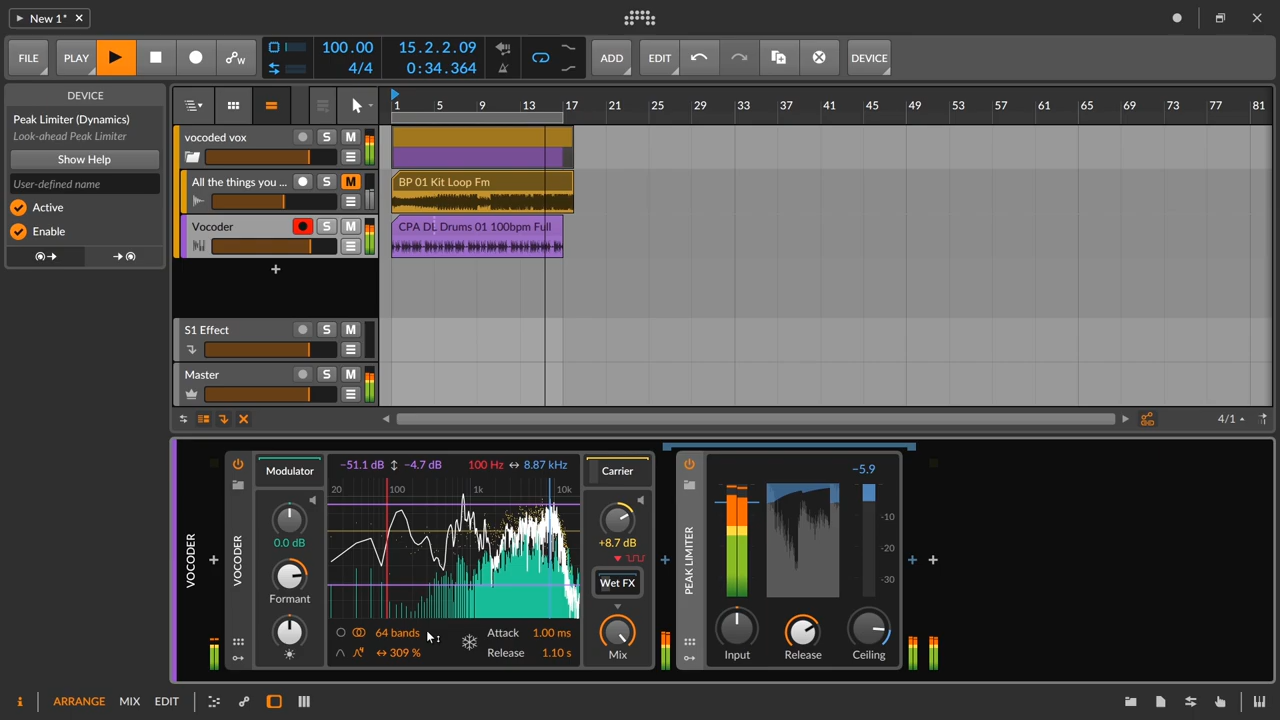 New 1*
FILE
PLAY
100.00
4/4
15.2.2.09
0:34.364
ADD
EDIT
DEVICE
DEVICE
Peak Limiter (Dynamics)
Look-ahead Peak Limiter
Show Help
User-defined name
Active
Enable
1 5 9 13 17 21 25 29 33 37 41 45 49 53 57 61 65 69 73 77 81
vocoded vox
S M
All the things you ...
S M
BP 01 Kit Loop Fm
Vocoder
S M
CPA DL Drums 01 100bpm Full
S1 Effect
S M
Master
S M
4/1
VOCODER
VOCODER
Modulator
0.0 dB
Formant
-51.1 dB -4.7 dB 100 Hz 8.87 kHz
20 100 1k 10k
64 bands
309 %
Attack 1.00 ms
Release 1.10 s
Carrier
+8.7 dB
Wet FX
Mix
PEAK LIMITER
-5.9
-10
-20
-30
Input
Release
Ceiling
i
ARRANGE
MIX
EDIT